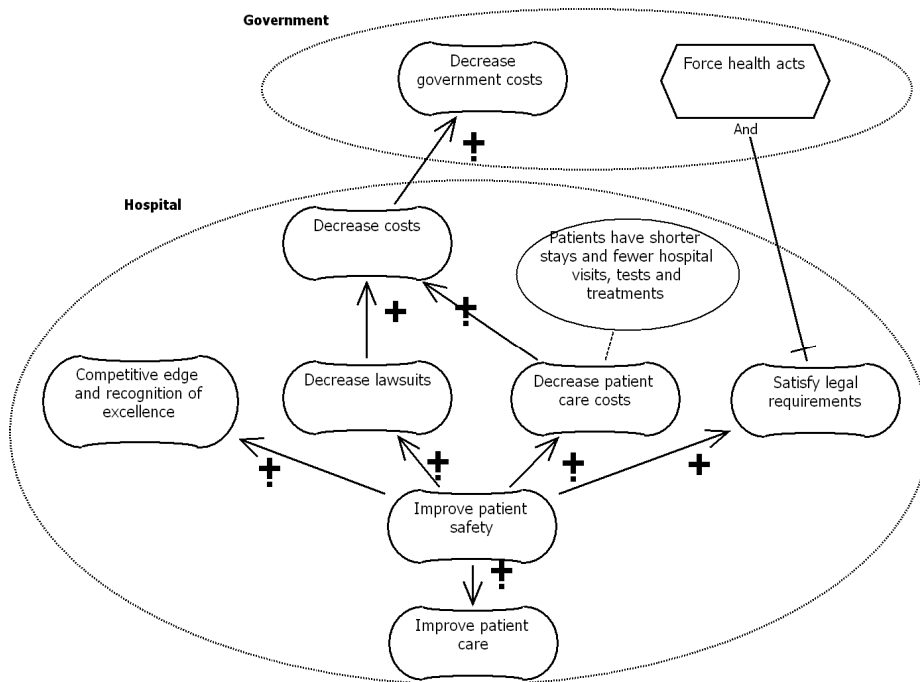 Government
Decrease
government costs
Force health acts
And
Hospital
Decrease costs
Patients have shorter
stays and fewer hospital
visits, tests and
treatments
Competitive edge
and recognition of
excellence
Decrease lawsuits
Decrease patient
care costs
Satisfy legal
requirements
Improve patient
safety
Improve patient
care